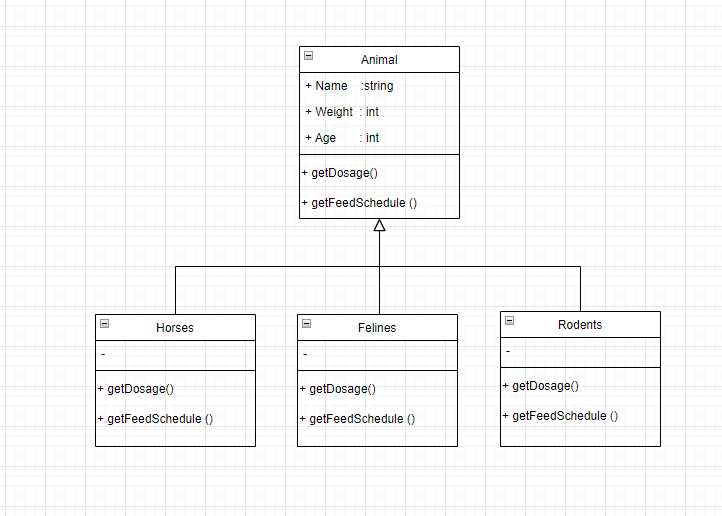 Animal
+ Name :string
+ Weight : int
+ Age : int
+ getDosage()
+ getFeedSchedule ()
Horses
-
+ getDosage()
+ getFeedSchedule ()
Felines
-
+ getDosage()
+ getFeedSchedule ()
Rodents
-
+ getDosage()
+ getFeedSchedule ()